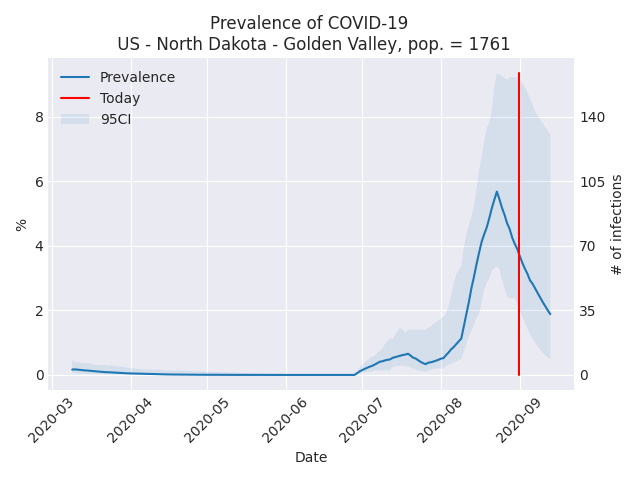 Prevalence of COVID-19
US - North Dakota - Golden Valley, pop. = 1761
Prevalence
Today
95CI
8
6
4
2
0
%
140
105
70
35
0
# of infections
2020-03
2020-04
2020-05
2020-06
2020-07
2020-08
2020-09
Date